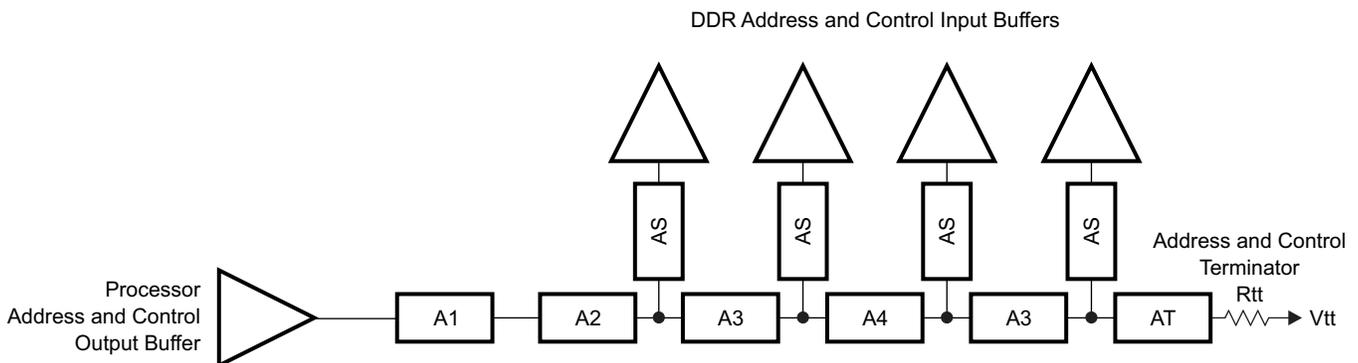 DDR Address and Control Input Buffers
AS
AS
AS
AS
Address and Control
Terminator
Rtt
Processor
Address and Control
Output Buffer
A1
A2
A3
A4
A3
AT
Vtt